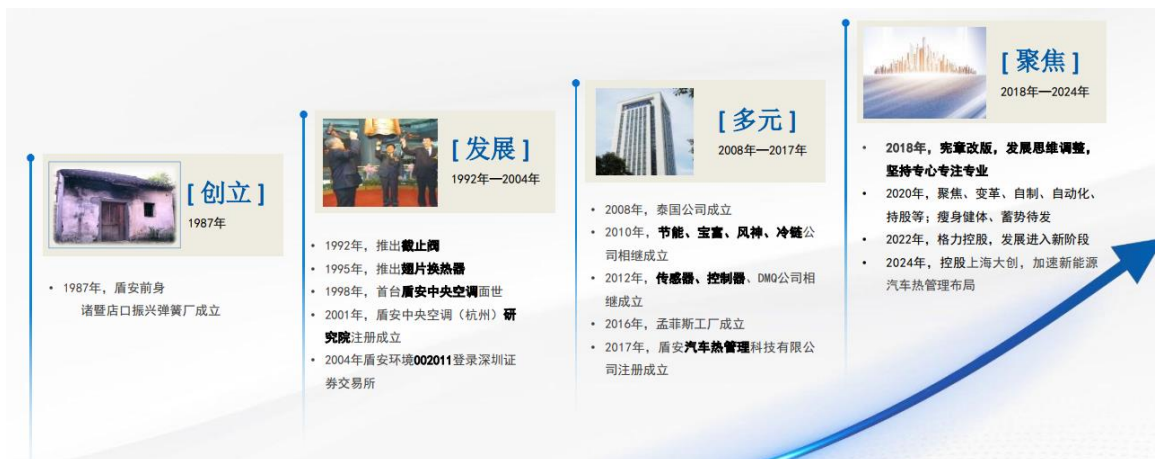 [ 创立 ]
1987年
• 1987年，盾安前身
诸暨店口振兴弹簧厂成立
[ 发展 ]
1992年—2004年
• 1992年，推出截止阀
• 1995年，推出翅片换热器
• 1998年，首台盾安中央空调面世
• 2001年，盾安中央空调（杭州）研
究院注册成立
• 2004年盾安环境002011登录深圳证
券交易所
[ 多元 ]
2008年—2017年
• 2008年，泰国公司成立
• 2010年，节能、宝富、风神、冷链公
司相继成立
• 2012年，传感器、控制器、DMQ公司相
继成立
• 2016年，孟菲斯工厂成立
• 2017年，盾安汽车热管理科技有限公
司注册成立
[ 聚焦 ]
2018年—2024年
• 2018年，宪章改版，发展思维调整，
坚持专心专注专业
• 2020年，聚焦、变革、自制、自动化、
持股等；瘦身健体、蓄势待发
• 2022年，格力控股，发展进入新阶段
• 2024年，控股上海大创，加速新能源
汽车热管理布局